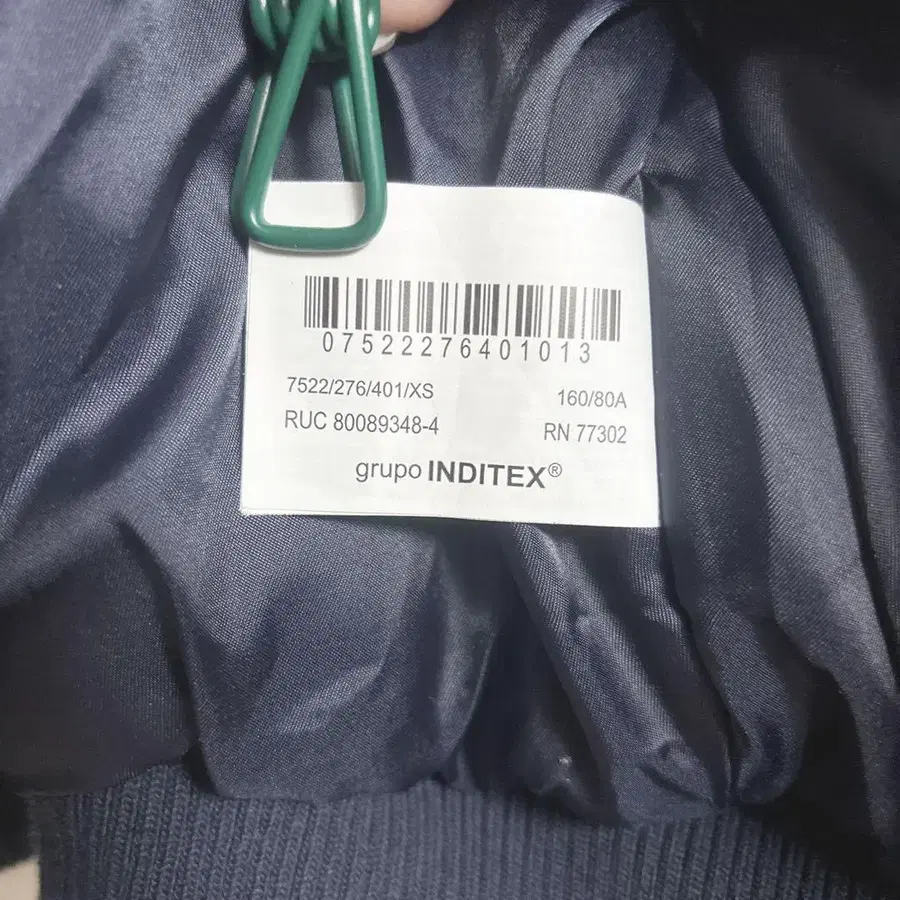 07522276401013
7522/276/401/XS 160/80A
RUC 80089348-4 RN 77302
grupo INDITEX®